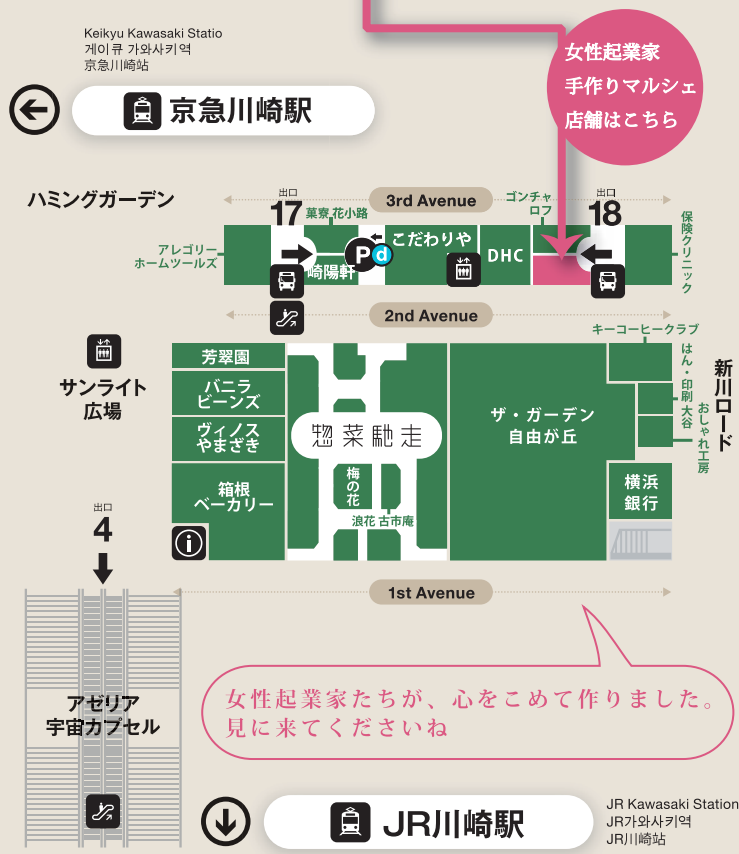 Keikyu Kawasaki Statio
게이큐 가와사키역
京急川崎站
京急川崎駅
女性起業家
手作りマルシェ
店舗はこちら
ハミングガーデン
出口
17
菓寮 花小路
3rd Avenue
ゴンチャ
ロフ
出口
18
保険クリニック
アレゴリー
ホームツールズ
崎陽軒
P
d
こだわりや
DHC
2nd Avenue
キーコーヒークラブ
サンライト
広場
芳翠園
バニラ
ビーンズ
ヴィノス
やまざき
箱根
ベーカリー
惣菜馳走
梅の花
浪花 古市庵
ザ・ガーデン
自由が丘
はん・印刷 大谷
おしゃれ工房
新川ロード
横浜
銀行
出口
4
1st Avenue
アゼリア
宇宙カプセル
女性起業家たちが、心をこめて作りました。
見に来てくださいね
JR川崎駅
JR Kawasaki Station
JR가와사키역
JR川崎站